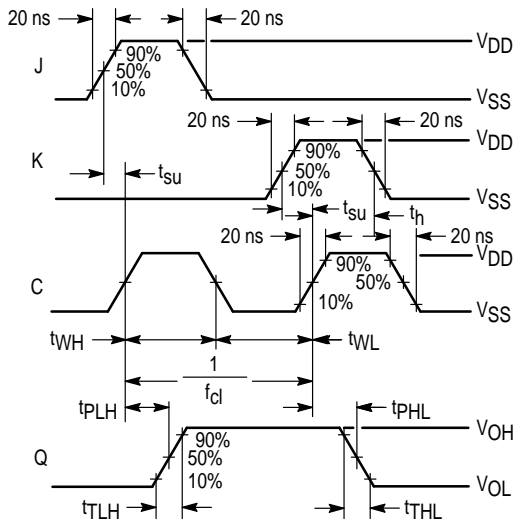 20 ns 20 ns
J 90% 50% 10% VDD VSS
20 ns 20 ns
K 90% 50% 10% VDD VSS
tsu tsu th
20 ns 20 ns
C 90% 50% 10% VDD VSS
tWH tWL
1
fcl
tPLH tPHL
Q 90% 50% 10% VOH VOL
tTLH tTHL